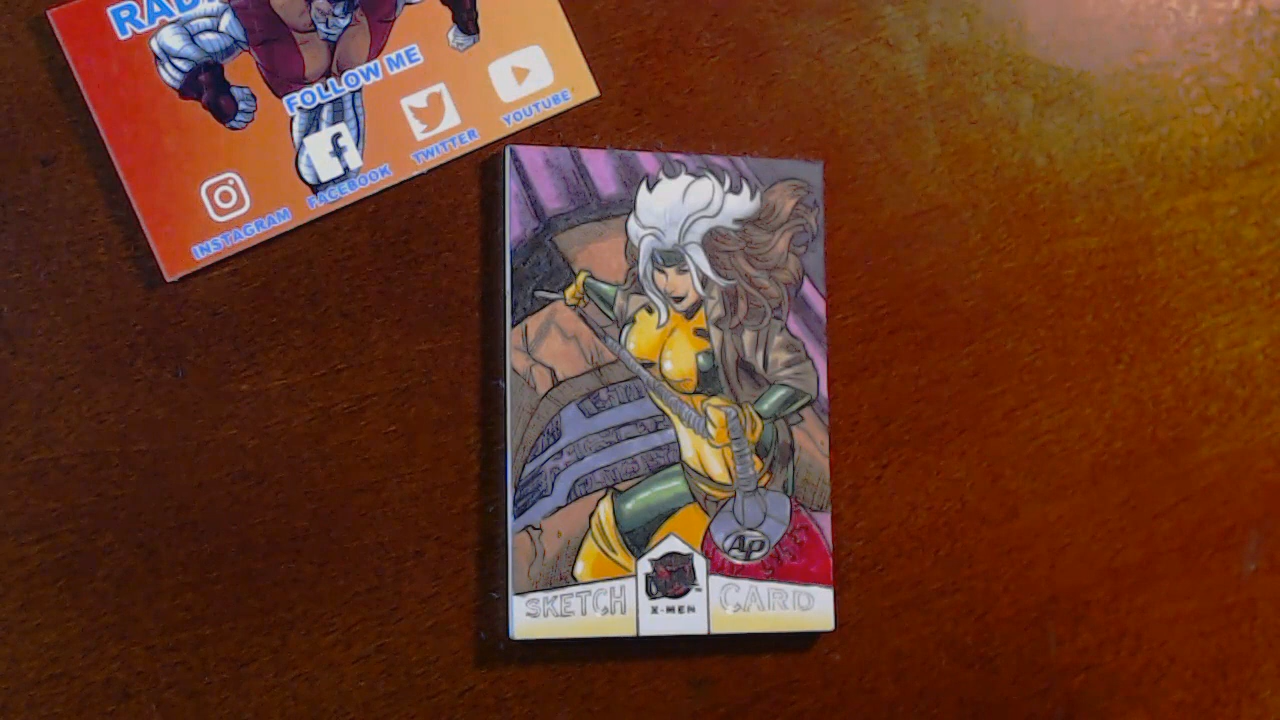 RAD
FOLLOW ME
INSTAGRAM
FACEBOOK
TWITTER
YOUTUBE
AP
SKETCH
X-MEN
CARD